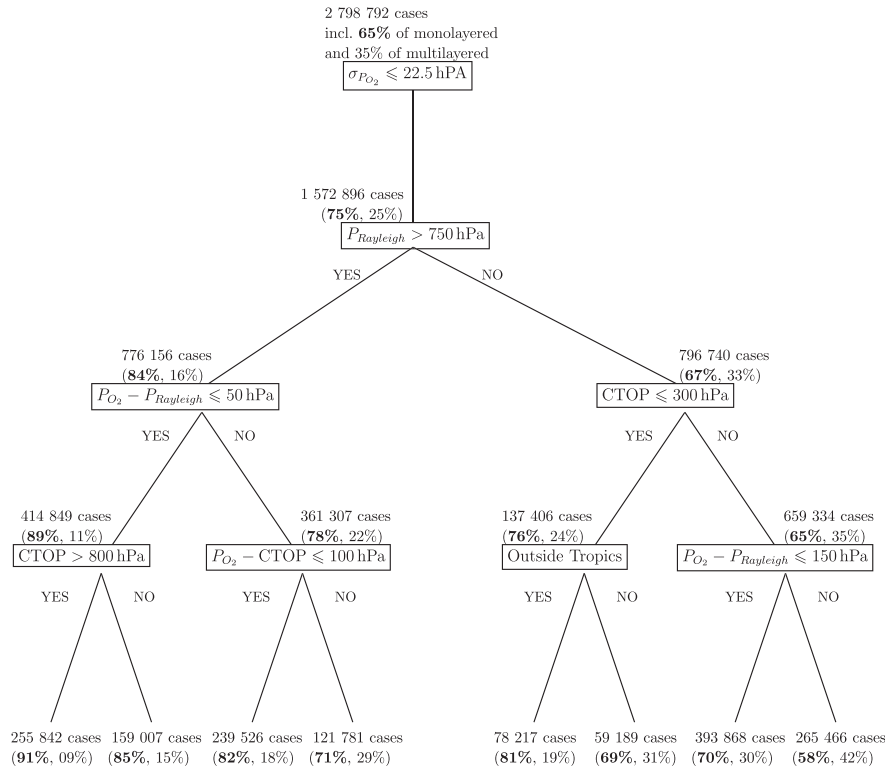 2 798 792 cases
incl. 65% of monolayered
and 35% of multilayered
σ_{P_{O_2}} ⩽ 22.5 hPA
1 572 896 cases
(75%, 25%)
P_{Rayleigh} > 750 hPa
YES NO
776 156 cases 796 740 cases
(84%, 16%) (67%, 33%)
P_{O_2} − P_{Rayleigh} ⩽ 50 hPa CTOP ⩽ 300 hPa
YES NO YES NO
414 849 cases 361 307 cases 137 406 cases 659 334 cases
(89%, 11%) (78%, 22%) (76%, 24%) (65%, 35%)
CTOP > 800 hPa P_{O_2} − CTOP ⩽ 100 hPa Outside Tropics P_{O_2} − P_{Rayleigh} ⩽ 150 hPa
YES NO YES NO YES NO YES NO
255 842 cases 159 007 cases 239 526 cases 121 781 cases 78 217 cases 59 189 cases 393 868 cases 265 466 cases
(91%, 09%) (85%, 15%) (82%, 18%) (71%, 29%) (81%, 19%) (69%, 31%) (70%, 30%) (58%, 42%)